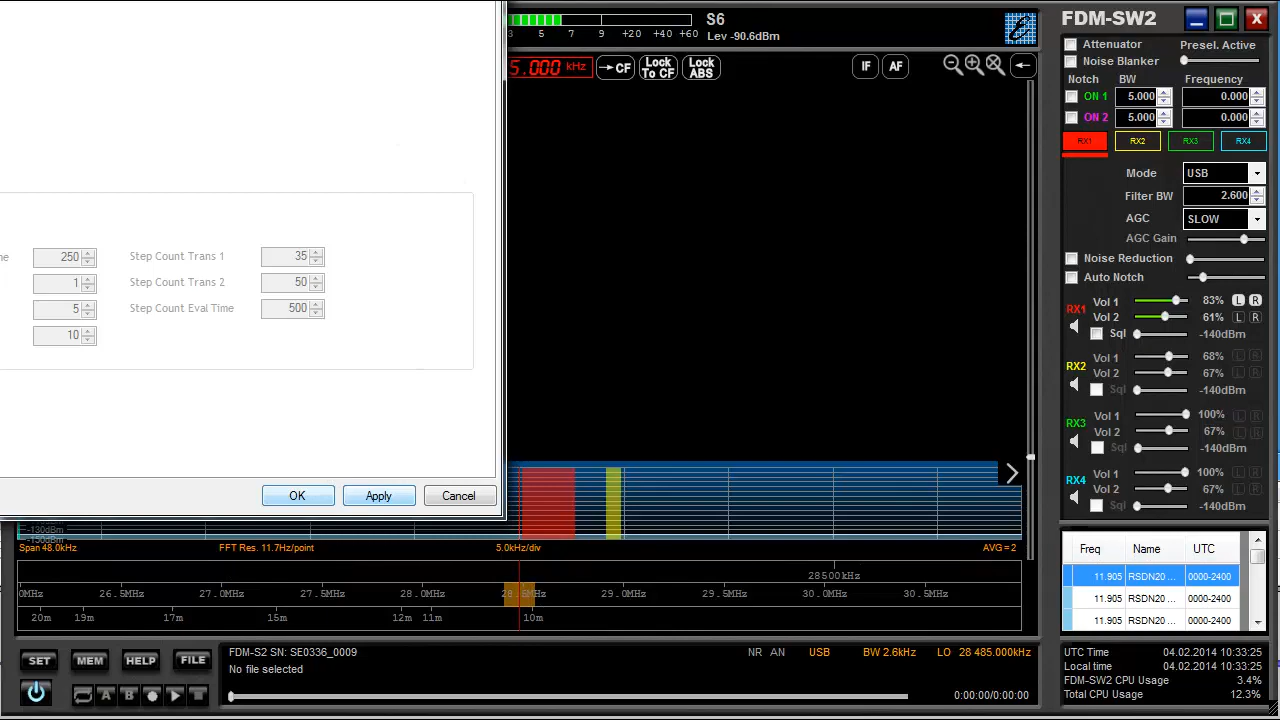 S6
3 5 7 9 +20 +40 +60
Lev -90.6dBm
FDM-SW2
X
5.000 kHz
→CF
Lock To CF
Lock ABS
IF
AF
Attenuator
Presel. Active
Noise Blanker
Notch BW Frequency
ON 1 5.000 0.000
ON 2 5.000 0.000
RX1 RX2 RX3 RX4
Mode USB
Filter BW 2.600
AGC SLOW
AGC Gain
Noise Reduction
Auto Notch
RX1
Vol 1 83% L R
Vol 2 61% L R
Sql -140dBm
RX2
Vol 1 68% L R
Vol 2 67% L R
Sql -140dBm
RX3
Vol 1 100% L R
Vol 2 67% L R
Sql -140dBm
RX4
Vol 1 100% L R
Vol 2 67% L R
Sql -140dBm
Freq Name UTC
11.905 RSDN20 ... 0000-2400
11.905 RSDN20 ... 0000-2400
11.905 RSDN20 ... 0000-2400
UTC Time 04.02.2014 10:33:25
Local time 04.02.2014 10:33:25
FDM-SW2 CPU Usage 3.4%
Total CPU Usage 12.3%
250 Step Count Trans 1 35
1 Step Count Trans 2 50
5 Step Count Eval Time 500
10
OK Apply Cancel
-130dBm
Span 48.0kHz FFT Res. 11.7Hz/point 5.0kHz/div AVG=2
28500kHz
0MHz 26.5MHz 27.0MHz 27.5MHz 28.0MHz 28.5MHz 29.0MHz 29.5MHz 30.0MHz 30.5MHz
20m 19m 17m 15m 12m 11m 10m
SET MEM HELP FILE
A B
FDM-S2 SN: SE0336_0009 NR AN USB BW 2.6kHz LO 28 485.000kHz
No file selected
0:00:00/0:00:00